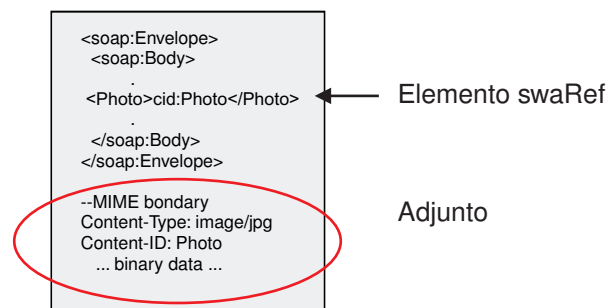 <soap:Envelope>
<soap:Body>
.
<Photo>cid:Photo</Photo>
Elemento swaRef
.
</soap:Body>
</soap:Envelope>
--MIME bondary
Content-Type: image/jpg
Adjunto
Content-ID: Photo
... binary data ...